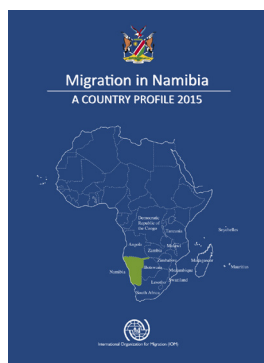 Migration in Namibia
A COUNTRY PROFILE 2015
Democratic
Republic of
the Congo
Tanzania
Seychelles
Angola
Malawi
Zambia
Zimbabwe
Madagascar
Namibia
Botswana
Mozambique
Mauritius
Swaziland
Lesotho
South Africa
International Organization for Migration (IOM)